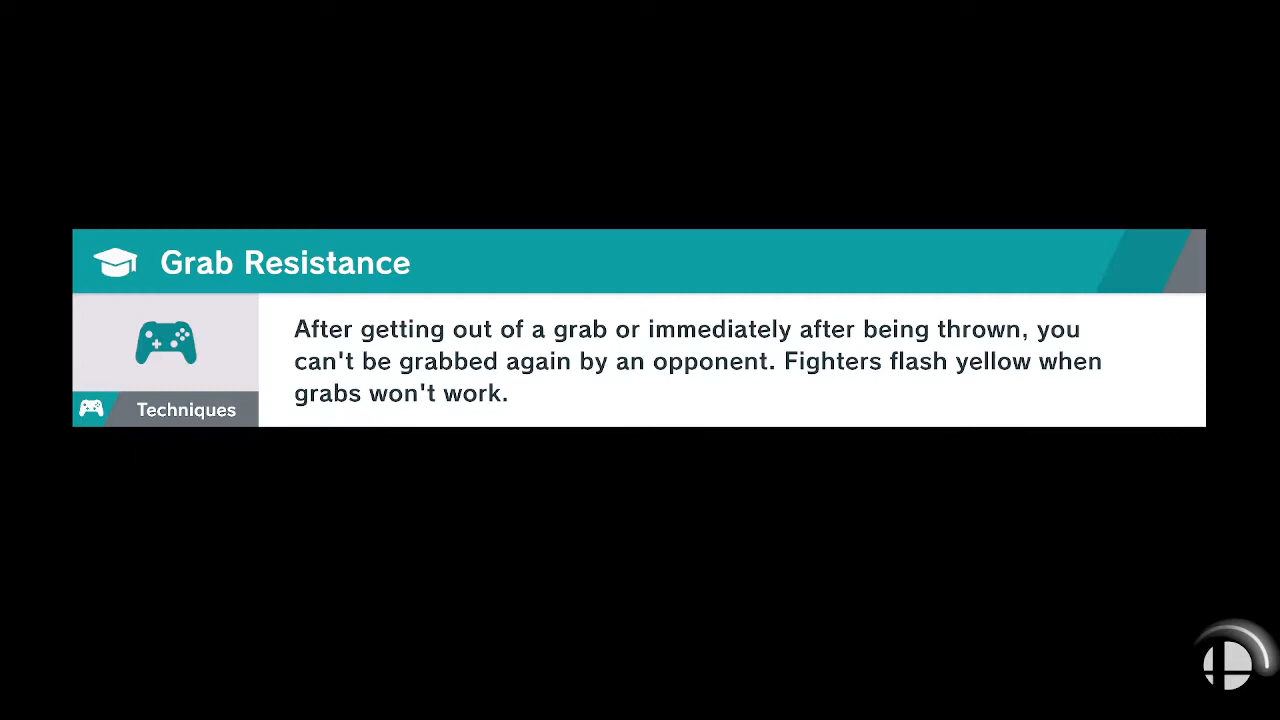 Grab Resistance
After getting out of a grab or immediately after being thrown, you
can't be grabbed again by an opponent. Fighters flash yellow when
grabs won't work.
Techniques